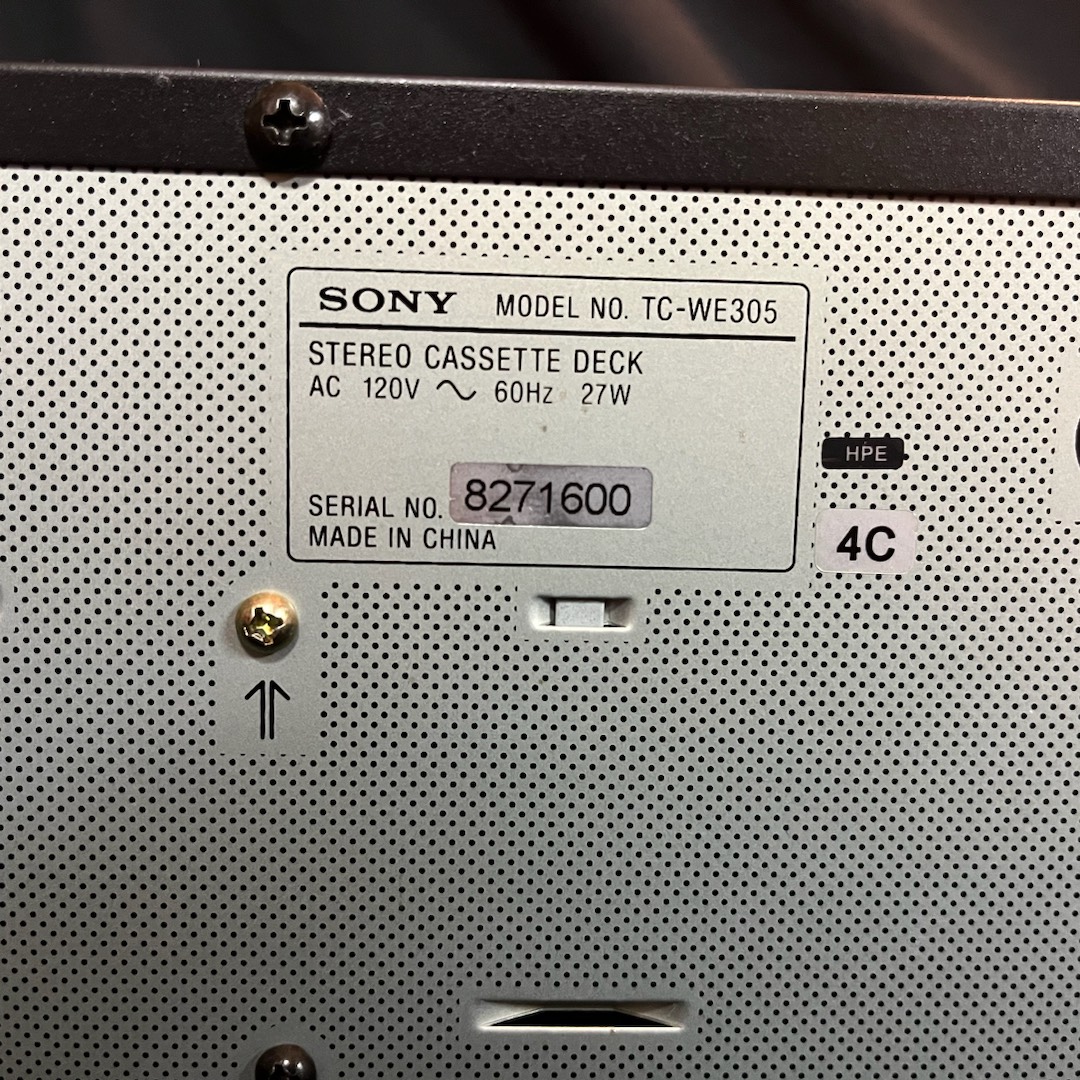 SONY MODEL NO. TC-WE305
STEREO CASSETTE DECK
AC 120V ~ 60Hz 27W
HPE
SERIAL NO. 8271600
MADE IN CHINA
4C